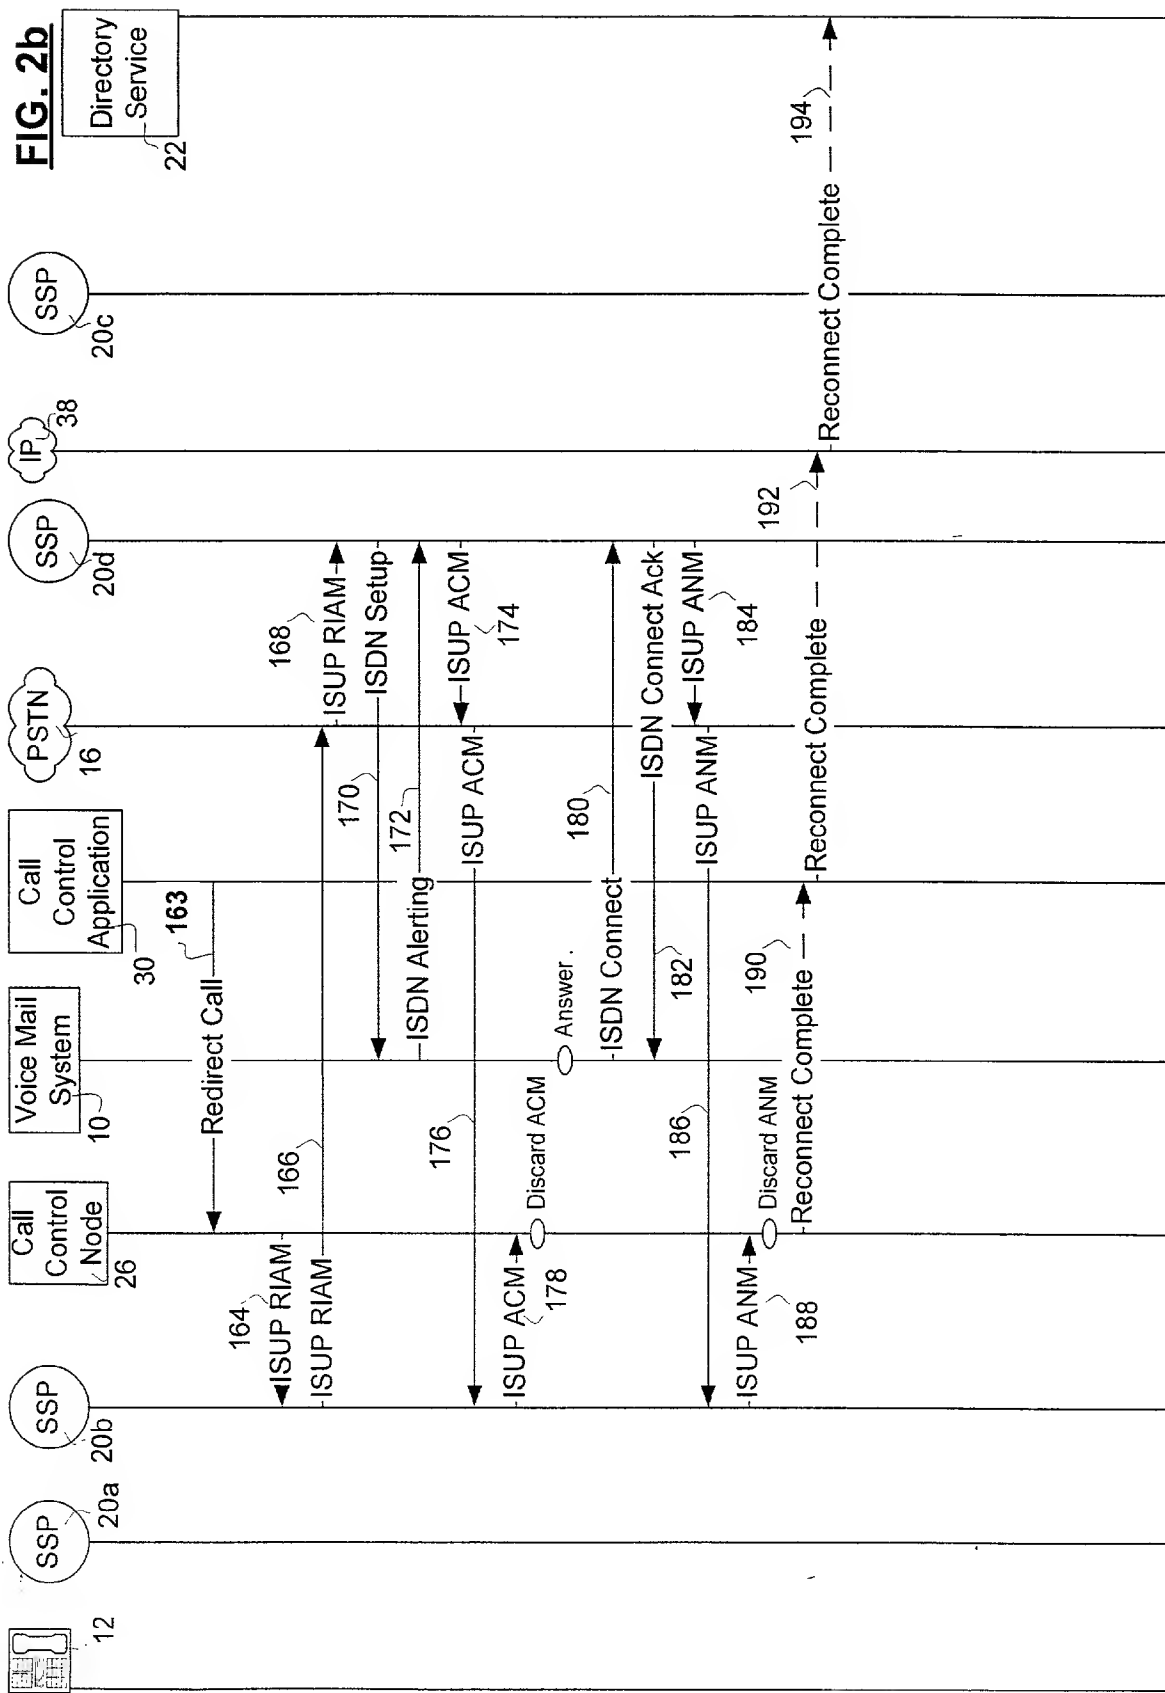 FIG. 2b
12
SSP
20a
SSP
20b
Call
Control
Node
26
Voice Mail
System
10
Call
Control
Application
30
PSTN
16
SSP
20d
IP
38
SSP
20c
Directory
Service
22
Redirect Call
163
ISUP RIAM
164
ISUP RIAM
166
ISUP RIAM
168
ISDN Setup
170
ISDN Alerting
172
ISUP ACM
174
ISUP ACM
176
ISUP ACM
178
Discard ACM
Answer .
ISDN Connect
180
ISDN Connect Ack
182
ISUP ANM
184
ISUP ANM
186
ISUP ANM
188
Discard ANM
Reconnect Complete
190
Reconnect Complete
192
Reconnect Complete
194